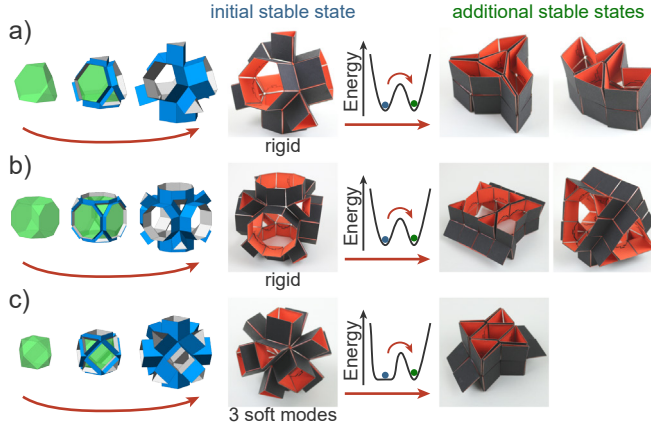 initial stable state
additional stable states
a)
Energy
rigid
b)
Energy
rigid
c)
Energy
3 soft modes